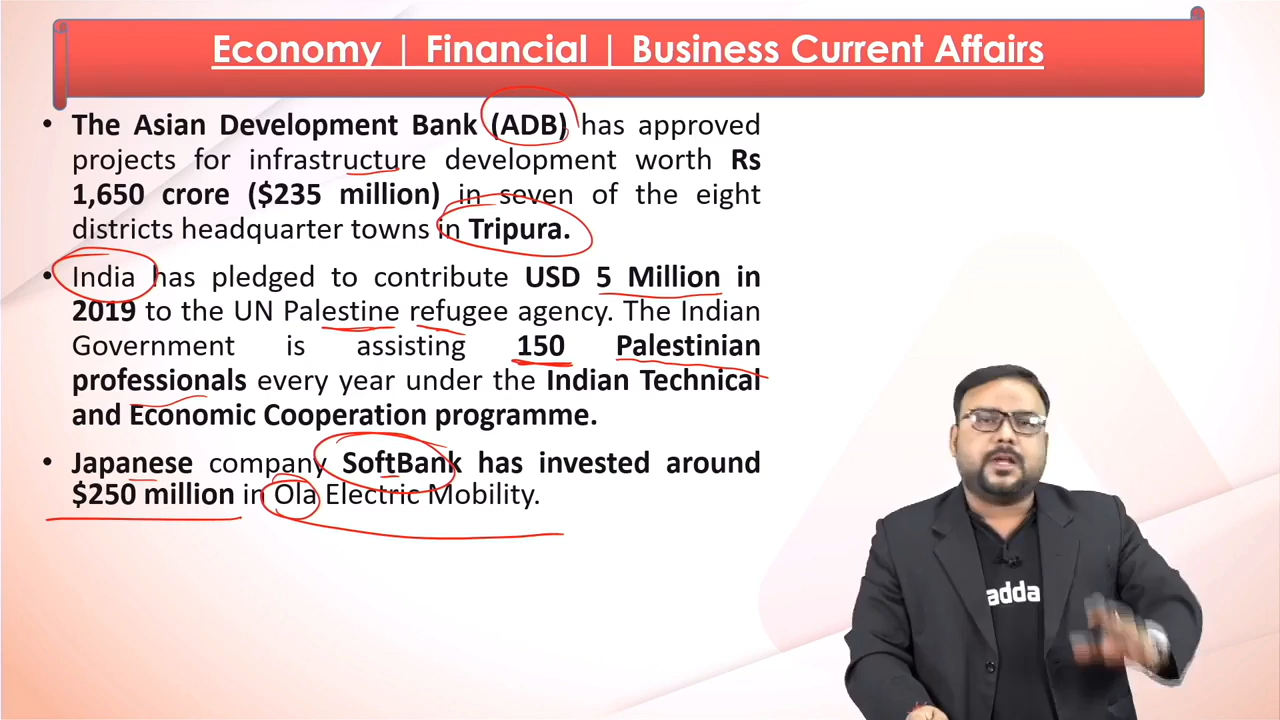 Economy | Financial | Business Current Affairs
• The Asian Development Bank (ADB) has approved
projects for infrastructure development worth Rs
1,650 crore ($235 million) in seven of the eight
districts headquarter towns in Tripura.
• India has pledged to contribute USD 5 Million in
2019 to the UN Palestine refugee agency. The Indian
Government is assisting 150 Palestinian
professionals every year under the Indian Technical
and Economic Cooperation programme.
• Japanese company SoftBank has invested around
$250 million in Ola Electric Mobility.
adda